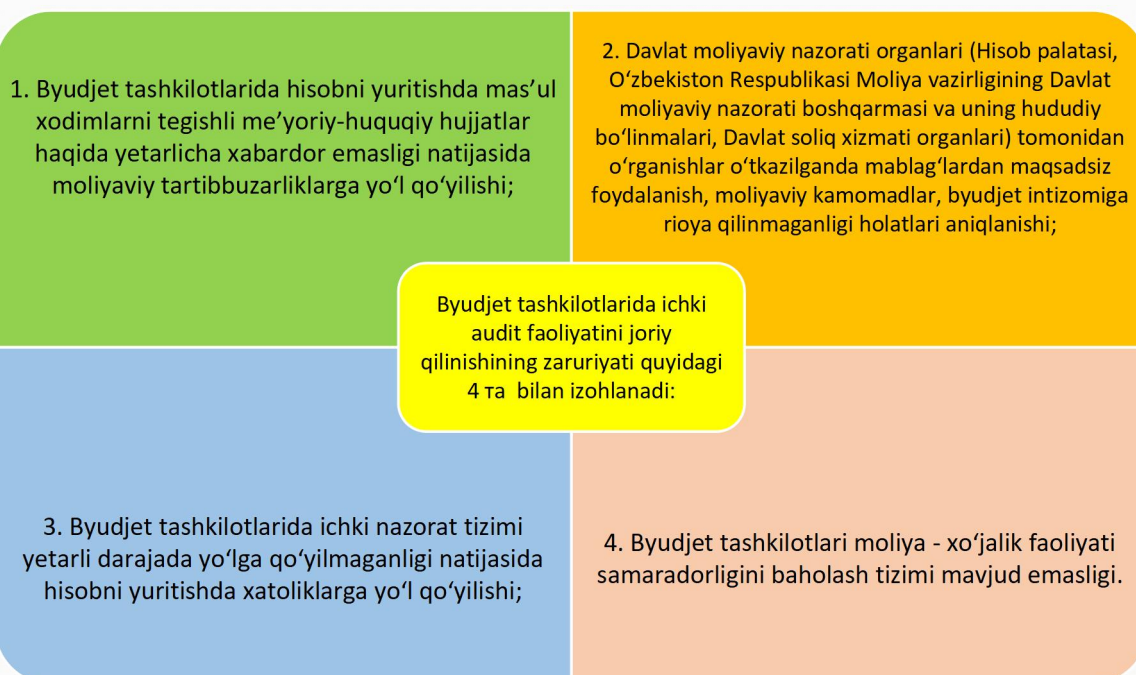 1. Byudjet tashkilotlarida hisobni yuritishda mas’ul
xodimlarni tegishli me’yoriy-huquqiy hujjatlar
haqida yetarlicha xabardor emasligi natijasida
moliyaviy tartibbuzarliklarga yo‘l qo‘yilishi;
2. Davlat moliyaviy nazorati organlari (Hisob palatasi,
O‘zbekiston Respublikasi Moliya vazirligining Davlat
moliyaviy nazorati boshqarmasi va uning hududiy
bo‘linmalari, Davlat soliq xizmati organlari) tomonidan
o‘rganishlar o‘tkazilganda mablag‘lardan maqsadsiz
foydalanish, moliyaviy kamomadlar, byudjet intizomiga
rioya qilinmaganligi holatlari aniqlanishi;
Byudjet tashkilotlarida ichki
audit faoliyatini joriy
qilinishining zaruriyati quyidagi
4 та bilan izohlanadi:
3. Byudjet tashkilotlarida ichki nazorat tizimi
yetarli darajada yo‘lga qo‘yilmaganligi natijasida
hisobni yuritishda xatoliklarga yo‘l qo‘yilishi;
4. Byudjet tashkilotlari moliya - xo‘jalik faoliyati
samaradorligini baholash tizimi mavjud emasligi.